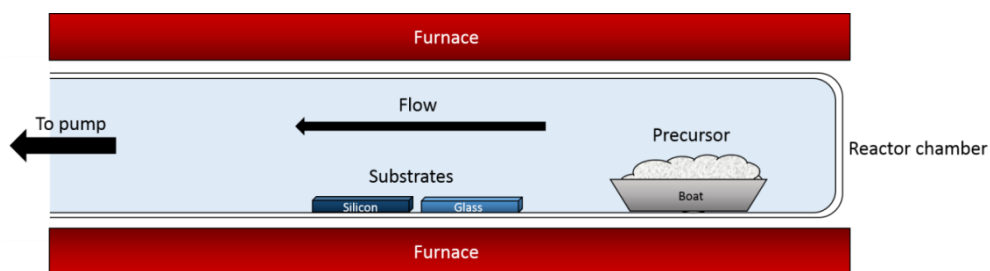 Furnace
Flow
To pump
Precursor
Reactor chamber
Substrates
Boat
Silicon
Glass
Furnace